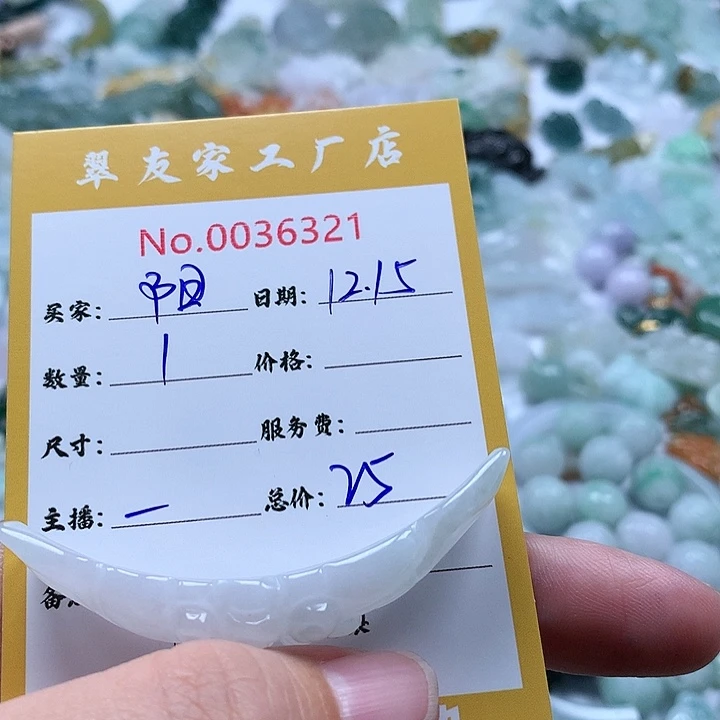 翠友家工厂店
No.0036321
买家: 日期: 12.15
数量: 1 价格:
尺寸: 服务费:
主播: 一 总价: 25
备